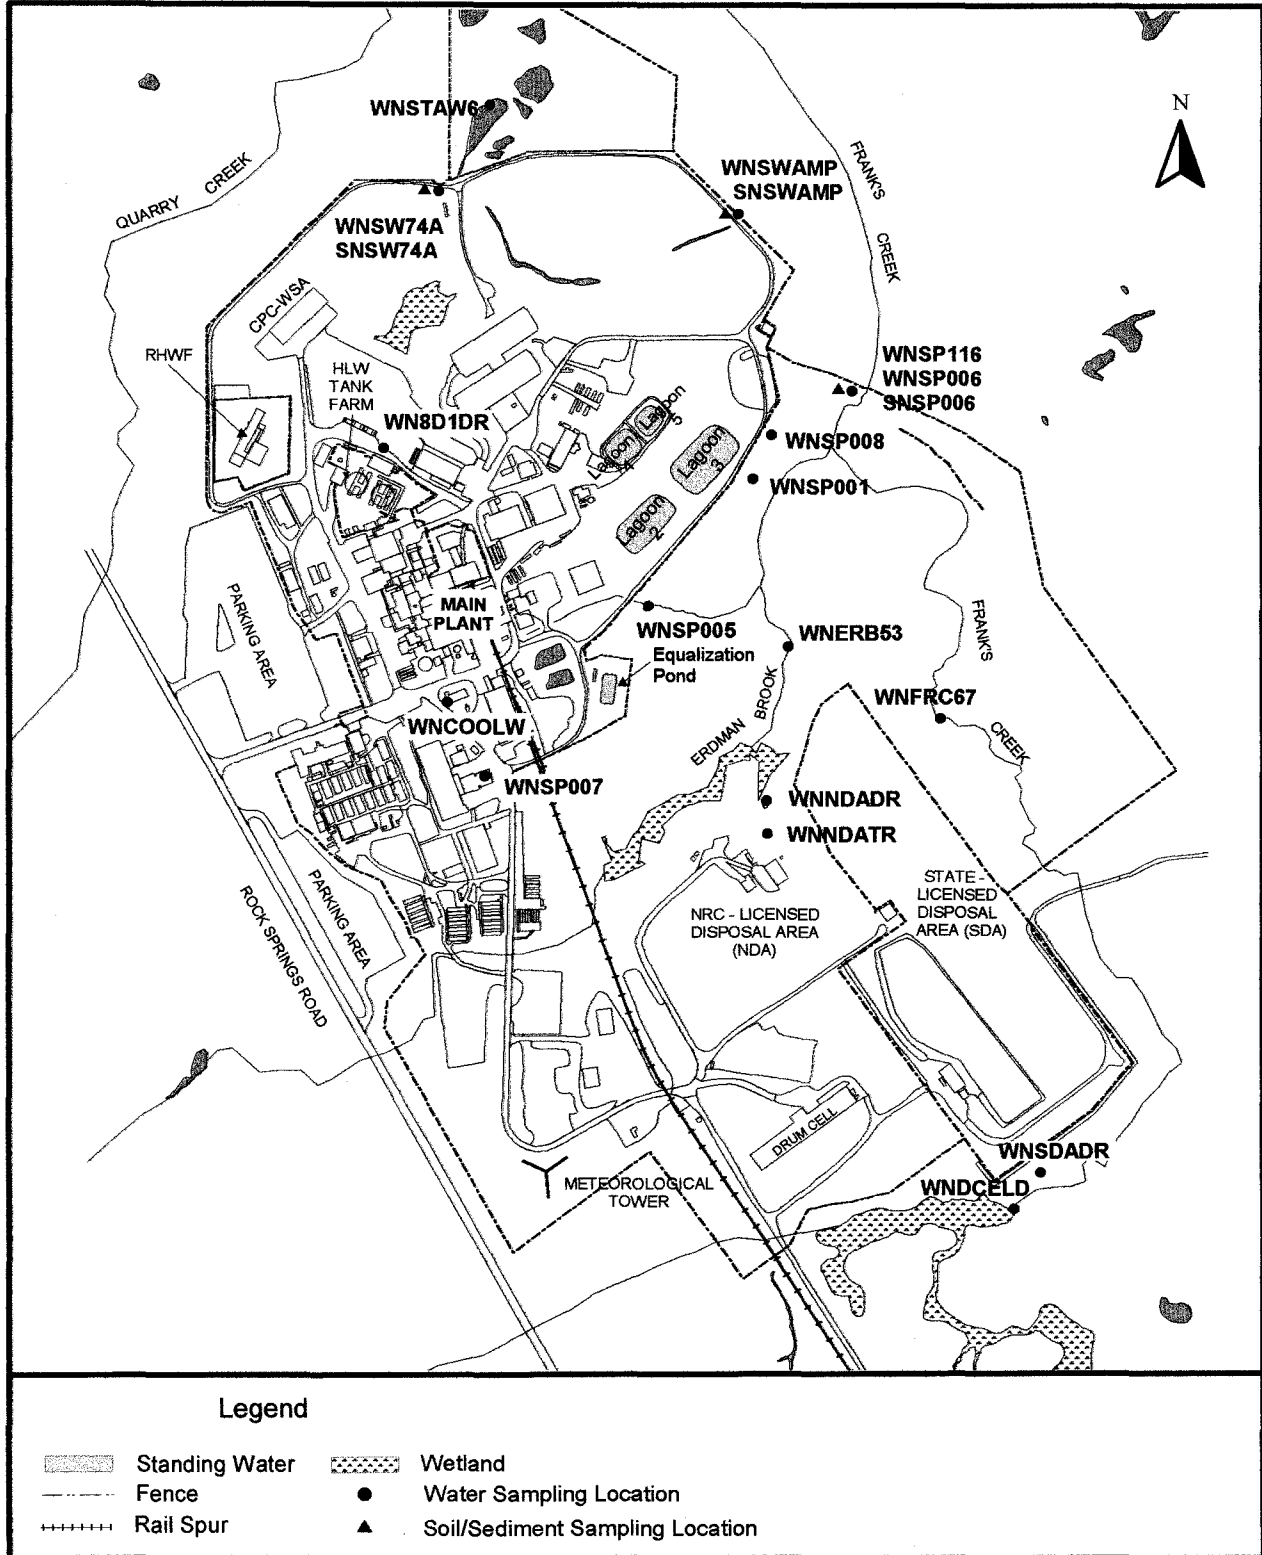 N
WNSTAW6
QUARRY CREEK
FRANK'S CREEK
WNSWAMP
SNSWAMP
WNSW74A
SNSW74A
CPC-WSA
RHWF
HLW
TANK
FARM
WN8D1DR
WNSP116
WNSP006
SNSP006
WNSP008
WNSP001
Lagoon
5
Lagoon
Lagoon
3
Lagoon
2
PARKING AREA
MAIN
PLANT
WNSP005
Equalization
Pond
WNERB53
FRANK'S
CREEK
WNFRC67
ERDMAN BROOK
WNCOOLW
WNSP007
WNNDADR
WNNDATR
PARKING AREA
ROCK SPRINGS ROAD
NRC - LICENSED
DISPOSAL AREA
(NDA)
STATE -
LICENSED
DISPOSAL
AREA (SDA)
DRUM CELL
METEOROLOGICAL
TOWER
WNSDADR
WNDCELD
Legend
Standing Water
Wetland
Fence
Water Sampling Location
Rail Spur
Soil/Sediment Sampling Location